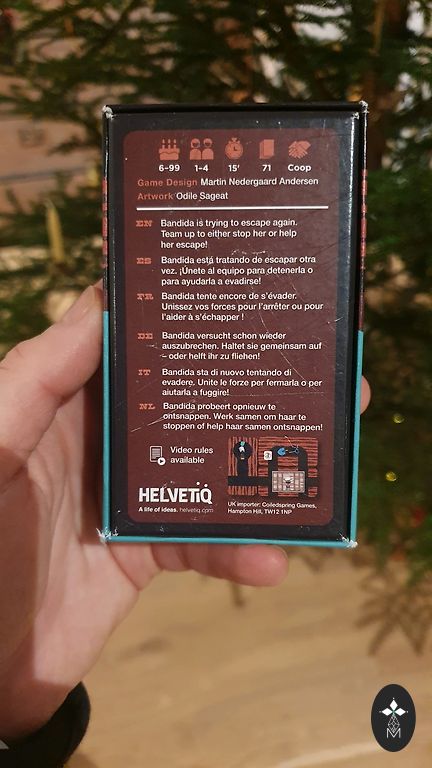 6-99 1-4 15' 71 Coop
Game Design Martin Nedergaard Andersen
Artwork Odile Sageat
EN Bandida is trying to escape again.
Team up to either stop her or help
her escape!
ES Bandida está tratando de escapar otra
vez. ¡Únete al equipo para detenerla o
para ayudarla a evadirse!
FR Bandida tente encore de s'évader.
Unissez vos forces pour l'arrêter ou pour
l'aider à s'échapper !
DE Bandida versucht schon wieder
auszubrechen. Haltet sie gemeinsam auf
– oder helft ihr zu fliehen!
IT Bandida sta di nuovo tentando di
evadere. Unite le forze per fermarla o per
aiutarla a fuggire!
NL Bandida probeert opnieuw te
ontsnappen. Werk samen om haar te
stoppen of help haar samen ontsnappen!
Video rules
available
HELVETIQ
A life of ideas. helvetiq.com
UK importer: Coiledspring Games,
Hampton Hill, TW12 1NP
M